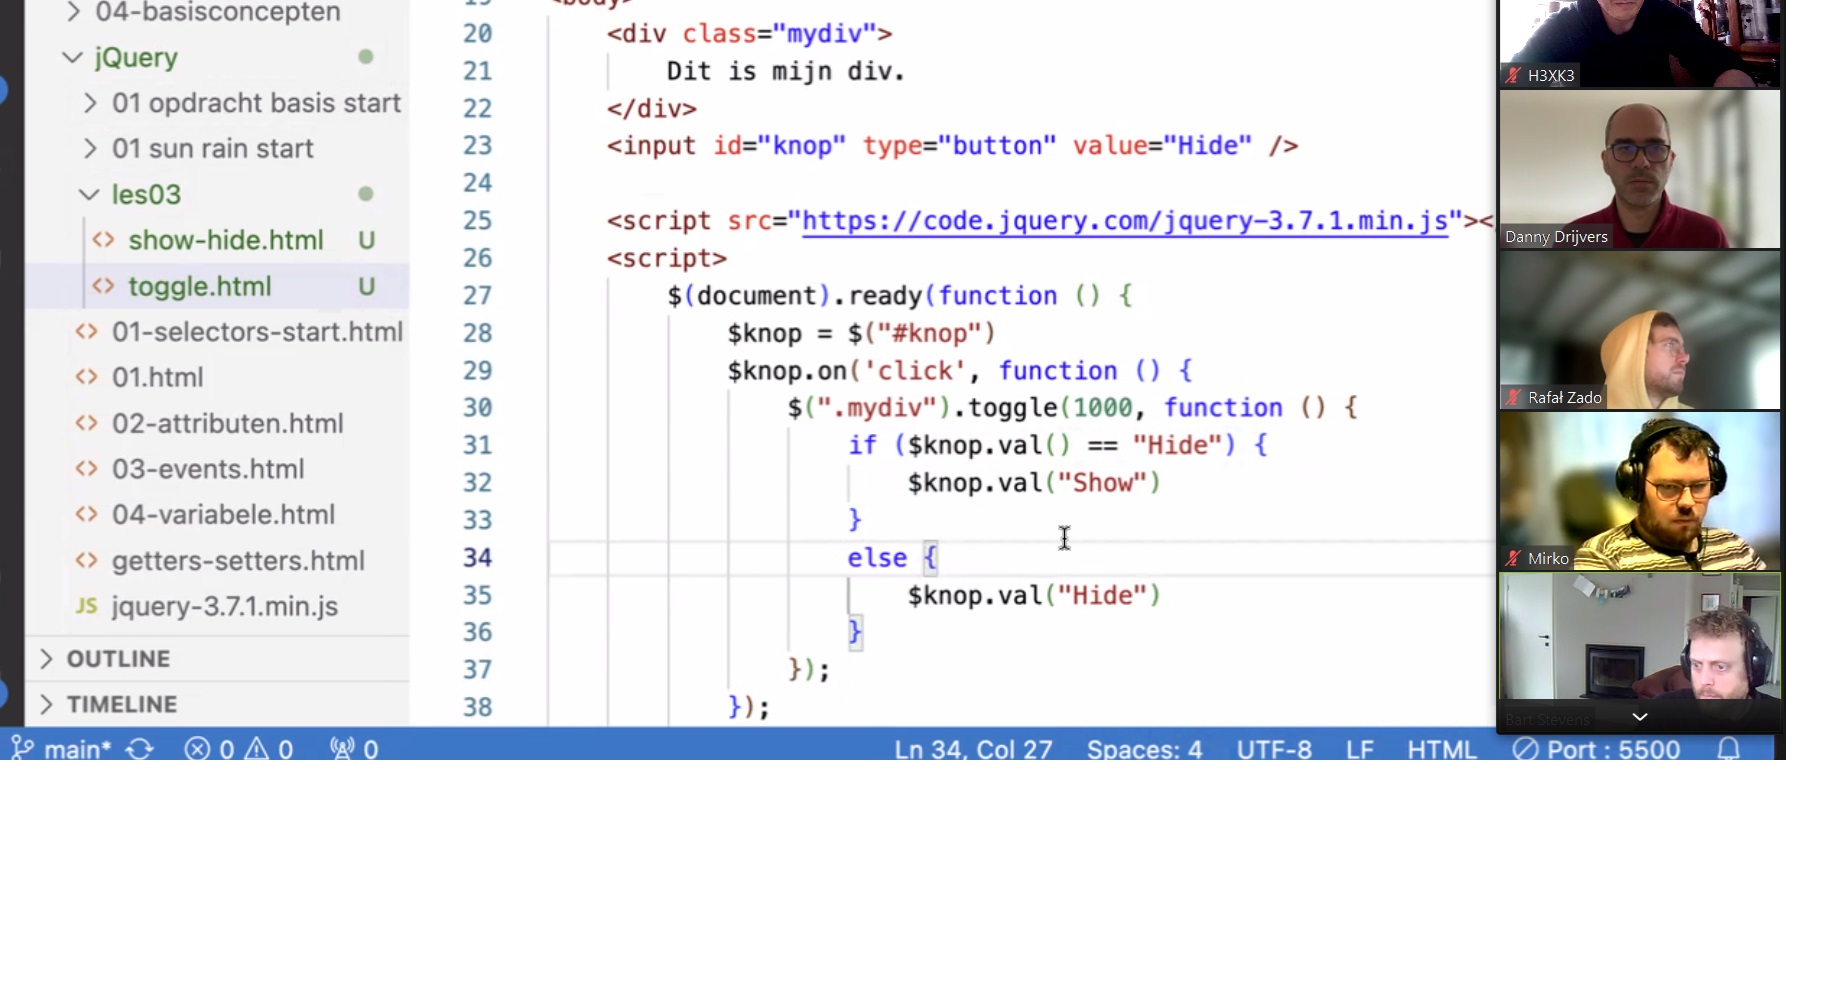 04-basisconcepten
jQuery
01 opdracht basis start
01 sun rain start
les03
show-hide.html U
toggle.html U
01-selectors-start.html
01.html
02-attributen.html
03-events.html
04-variabele.html
getters-setters.html
JS jquery-3.7.1.min.js
OUTLINE
TIMELINE
<body>
20 <div class="mydiv">
21 Dit is mijn div.
22 </div>
23 <input id="knop" type="button" value="Hide" />
24
25 <script src="https://code.jquery.com/jquery-3.7.1.min.js"><
26 <script>
27 $(document).ready(function () {
28 $knop = $("#knop")
29 $knop.on('click', function () {
30 $(".mydiv").toggle(1000, function () {
31 if ($knop.val() == "Hide") {
32 $knop.val("Show")
33 }
34 else {
35 $knop.val("Hide")
36 }
37 });
38 });
H3XK3
Danny Drijvers
Rafał Zado
Mirko
Bart Stevens
main* 0 0 0 Ln 34, Col 27 Spaces: 4 UTF-8 LF HTML Port : 5500